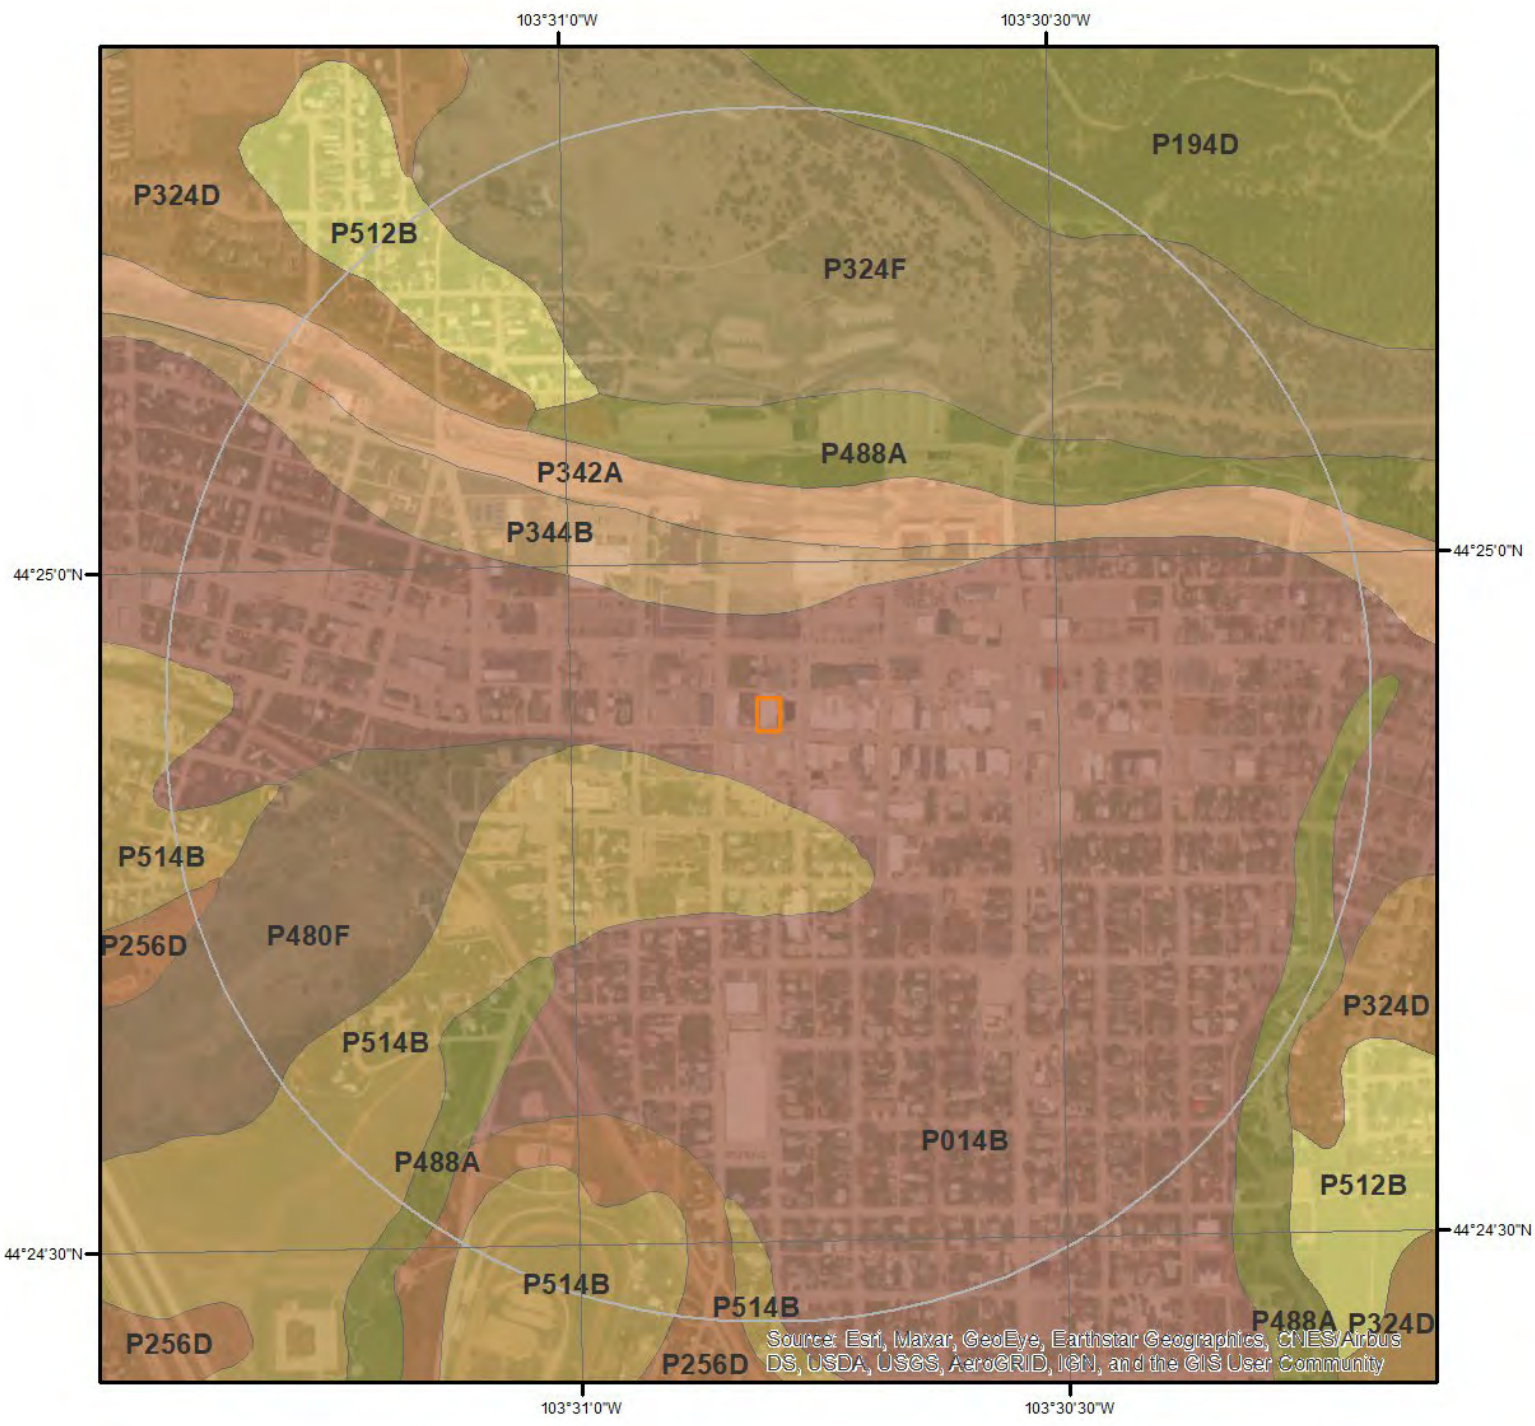 103°31'0"W 103°30'30"W
P194D
P324D
P512B
P324F
P488A
P342A
P344B
44°25'0"N 44°25'0"N
P514B
P480F
P256D
P324D
P514B
P014B
P488A
P512B
44°24'30"N 44°24'30"N
P514B
P514B
P488A P324D
P256D
P256D
Source: Esri, Maxar, GeoEye, Earthstar Geographics, CNES/Airbus
DS, USDA, USGS, AeroGRID, IGN, and the GIS User Community
103°31'0"W 103°30'30"W